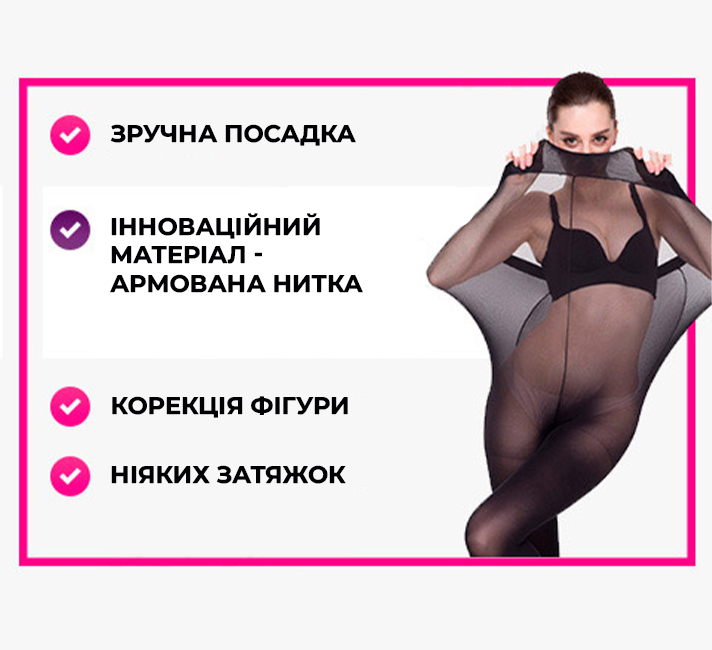 ЗРУЧНА ПОСАДКА
ІННОВАЦІЙНИЙ
МАТЕРІАЛ -
АРМОВАНА НИТКА
КОРЕКЦІЯ ФІГУРИ
НІЯКИХ ЗАТЯЖОК